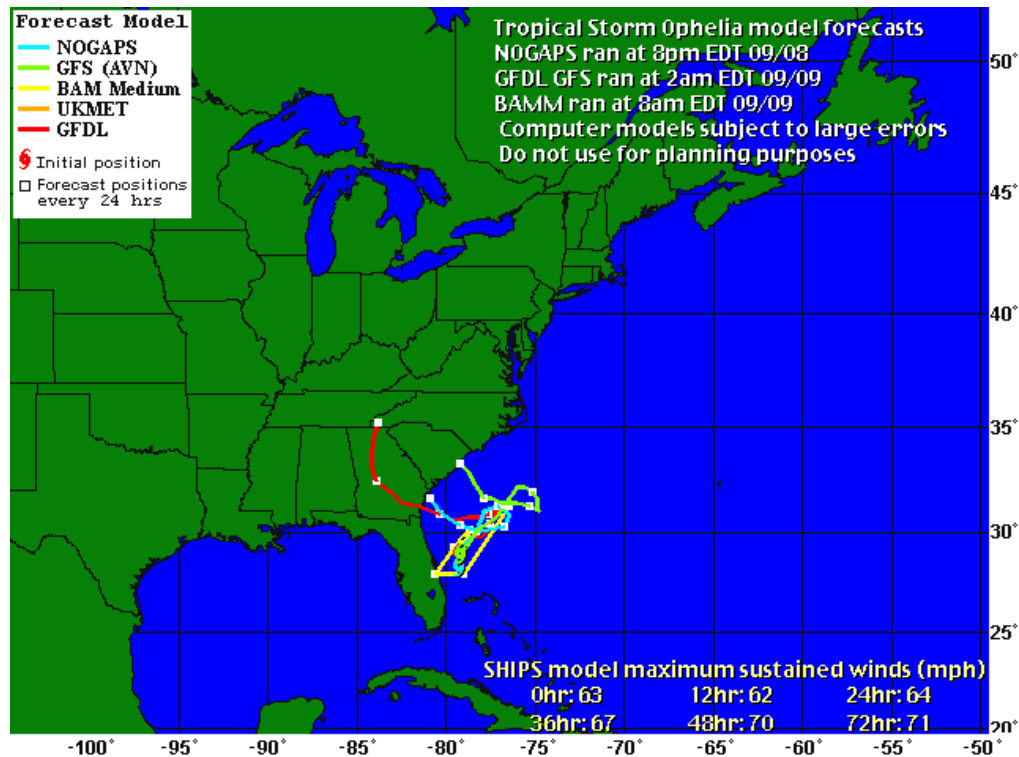 Forecast Model
NOGAPS
GFS (AVN)
BAM Medium
UKMET
GFDL
Initial position
Forecast positions
every 24 hrs
Tropical Storm Ophelia model forecasts
NOGAPS ran at 8pm EDT 09/08
GFDL GFS ran at 2am EDT 09/09
BAMM ran at 8am EDT 09/09
Computer models subject to large errors
Do not use for planning purposes
50°
45°
40°
35°
30°
25°
20°
SHIPS model maximum sustained winds (mph)
0hr: 63 12hr: 62 24hr: 64
36hr: 67 48hr: 70 72hr: 71
-100° -95° -90° -85° -80° -75° -70° -65° -60° -55° -50°